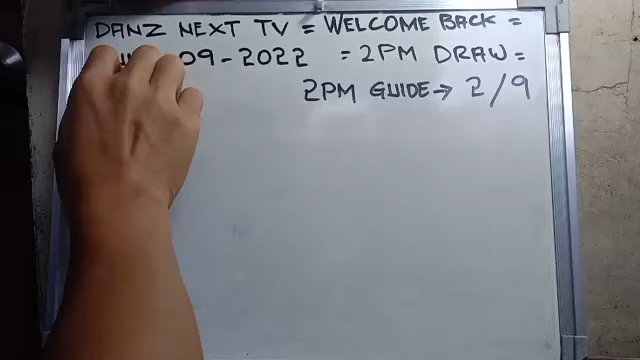 DANZ NEXT TV = WELCOME BACK =
09-2022 = 2PM DRAW =
2PM GUIDE → 2/9